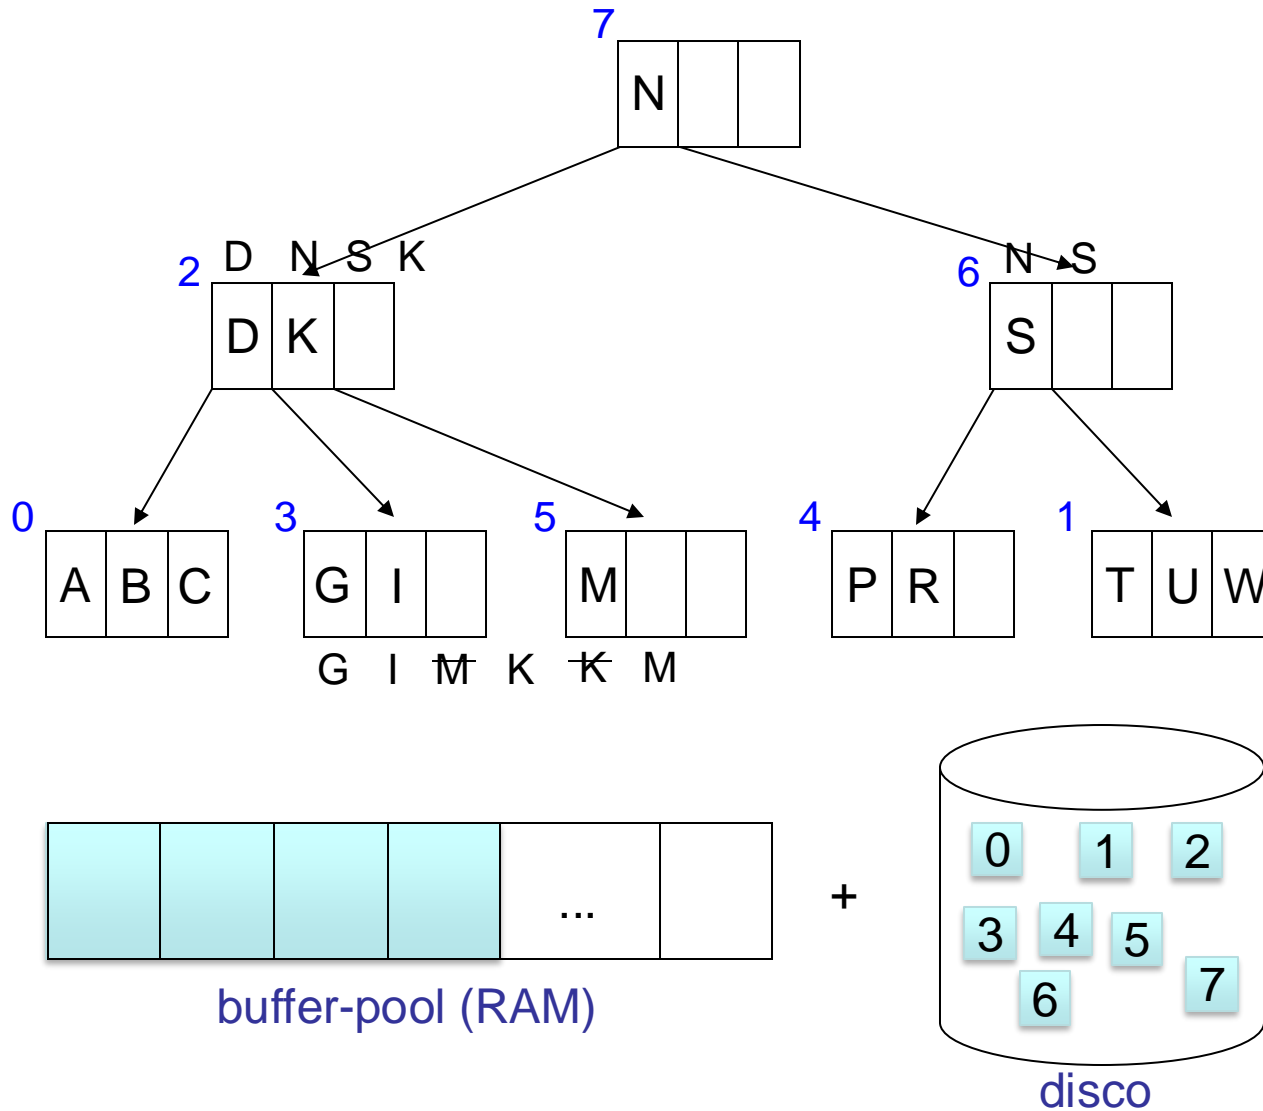 7
N
D N S K
N S
2
6
D K
S
0
3
5
4
1
A B C
G I
M
P R
T U W
G I M K K M
0 1 2
...
+
3 4 5
6 7
buffer-pool (RAM)
disco